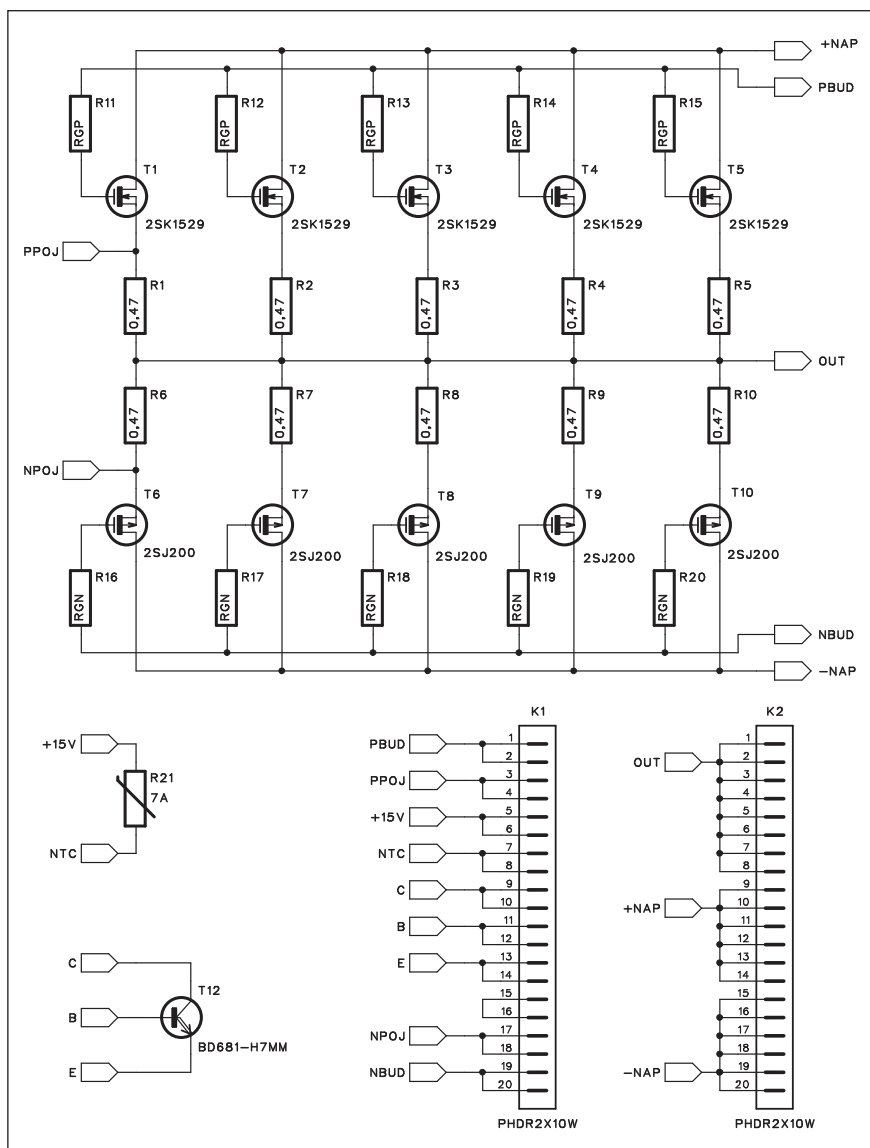 +NAP
PBUD
R11 R12 R13 R14 R15
RGP RGP RGP RGP RGP
T1 T2 T3 T4 T5
2SK1529 2SK1529 2SK1529 2SK1529 2SK1529
PPOJ
R1 R2 R3 R4 R5
0,47 0,47 0,47 0,47 0,47
OUT
R6 R7 R8 R9 R10
0,47 0,47 0,47 0,47 0,47
NPOJ
T6 T7 T8 T9 T10
2SJ200 2SJ200 2SJ200 2SJ200 2SJ200
R16 R17 R18 R19 R20
RGN RGN RGN RGN RGN
NBUD
-NAP
+15V
R21
7A
NTC
C
T12
B
BD681-H7MM
E
K1
PBUD 1
2
PPOJ 3
4
+15V 5
6
NTC 7
8
C 9
10
B 11
12
E 13
14
15
16
NPOJ 17
18
NBUD 19
20
PHDR2X10W
K2
1
OUT 2
3
4
5
6
7
8
9
+NAP 10
11
12
13
14
15
16
17
18
-NAP 19
20
PHDR2X10W